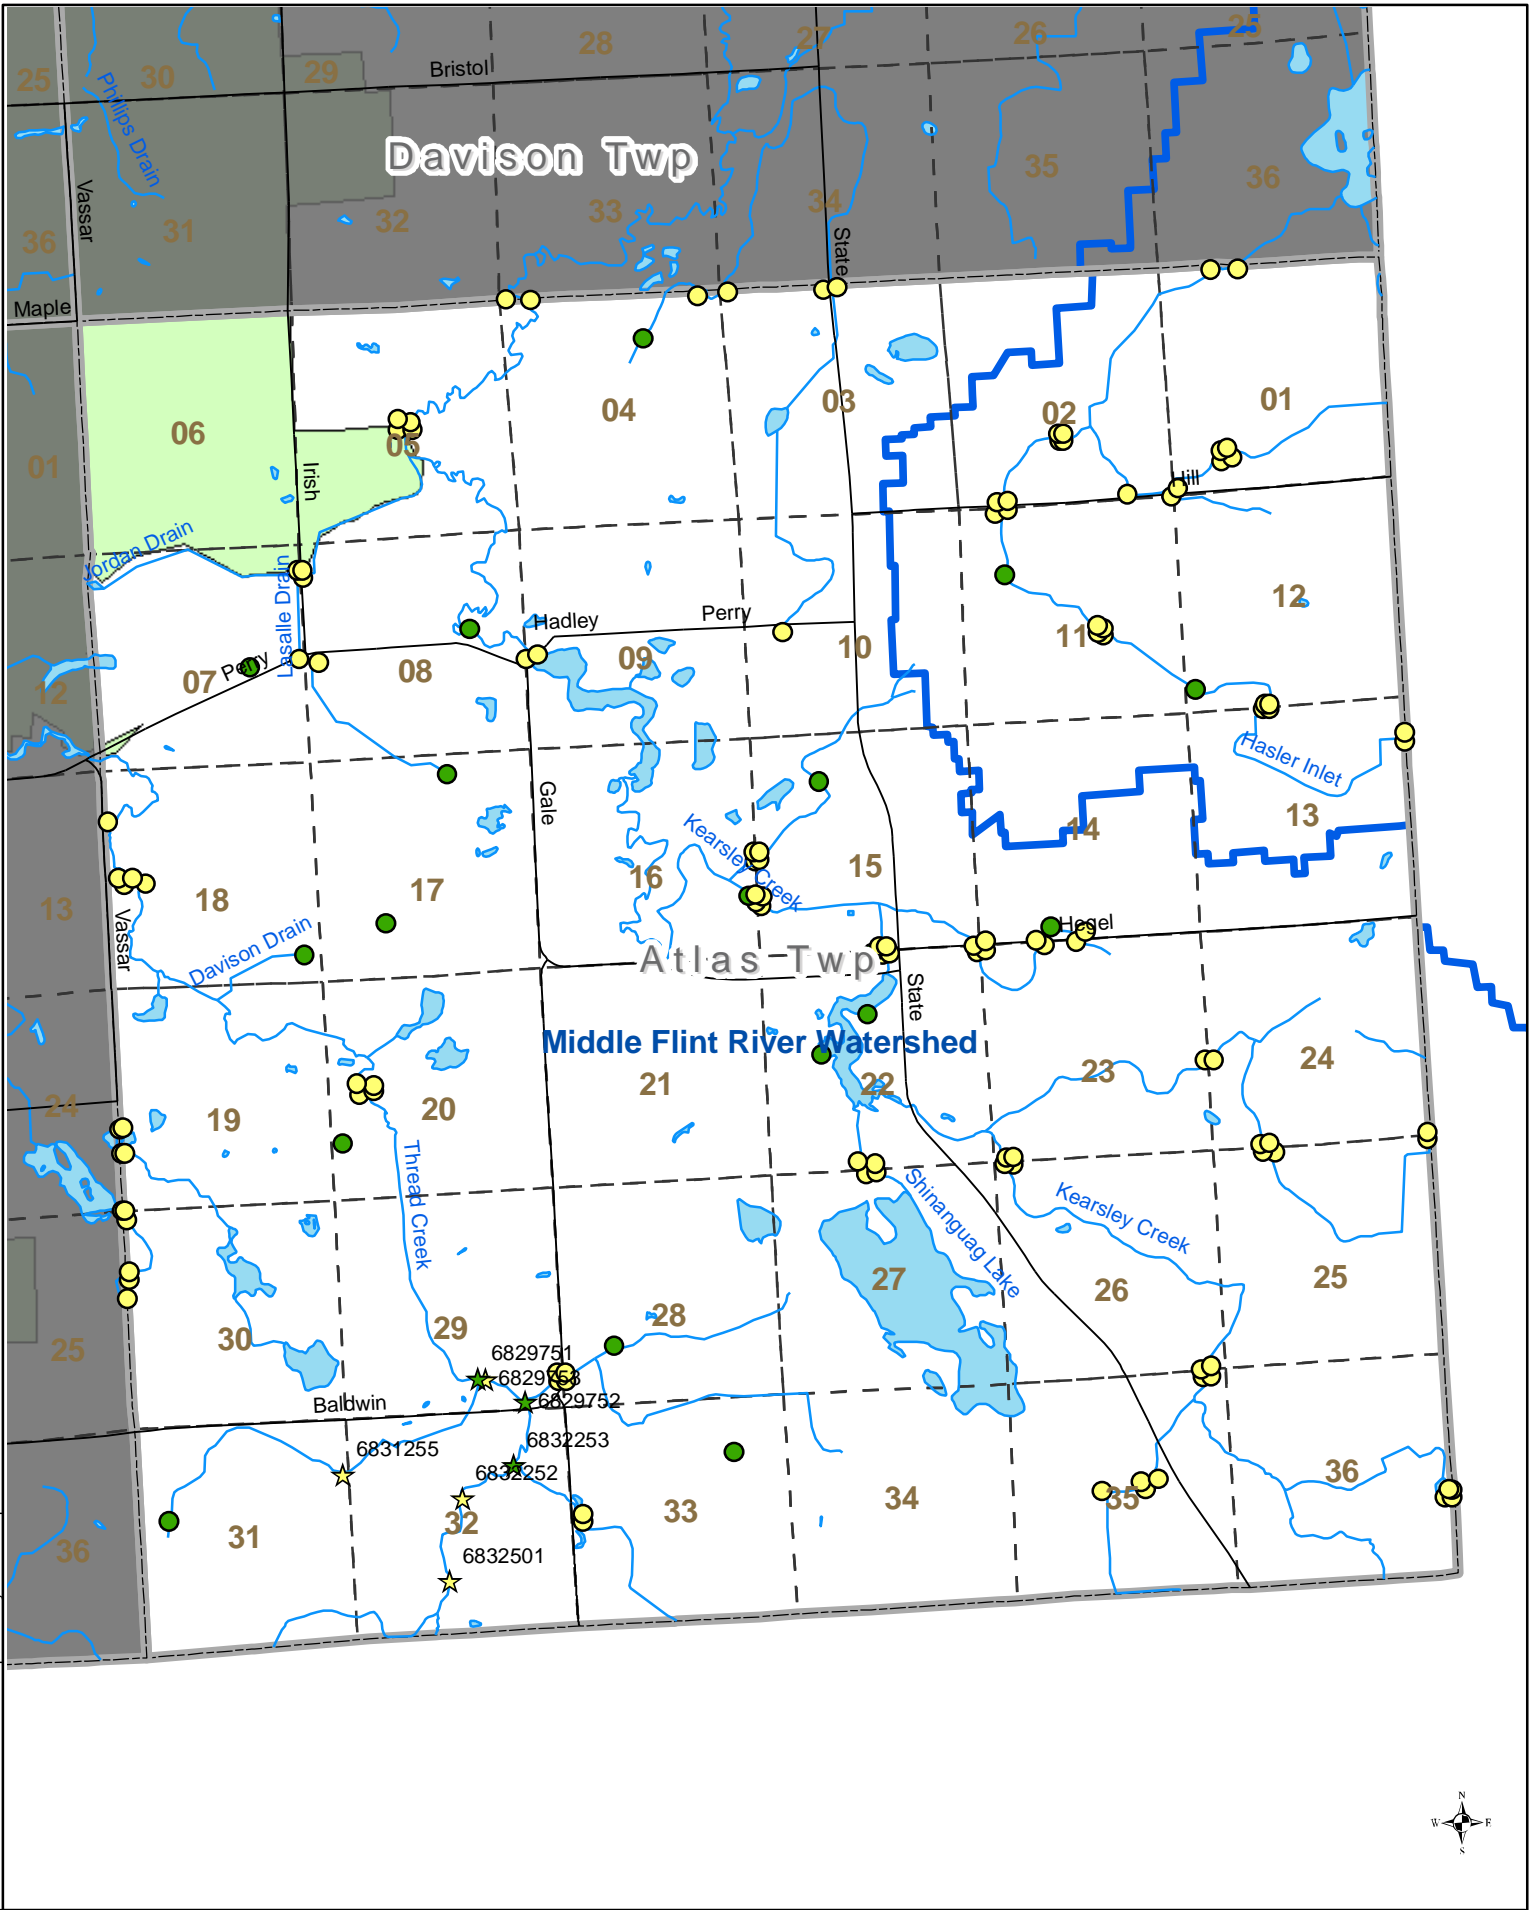 25
30
29
28
27
26
25
Bristol
Phillips Drain
Davison Twp
35
36
36
31
Vassar
32
33
34
State
Maple
01
06
05
04
03
02
01
Irish
Hill
Jordan Drain
Lasalle Drain
12
07
Perry
08
Hadley
Perry
09
10
11
12
Hasler Inlet
13
Gale
Kearsley Creek
14
13
18
17
16
15
Vassar
Davison Drain
Hegel
Atlas Twp
State
Middle Flint River Watershed
24
19
20
21
22
23
24
Thread Creek
Shinanguag Lake
Kearsley Creek
25
30
29
28
27
26
25
6829751
6829753
6829752
Baldwin
6831255
6832253
6832252
36
31
32
33
34
35
36
6832501
N
W
E
S